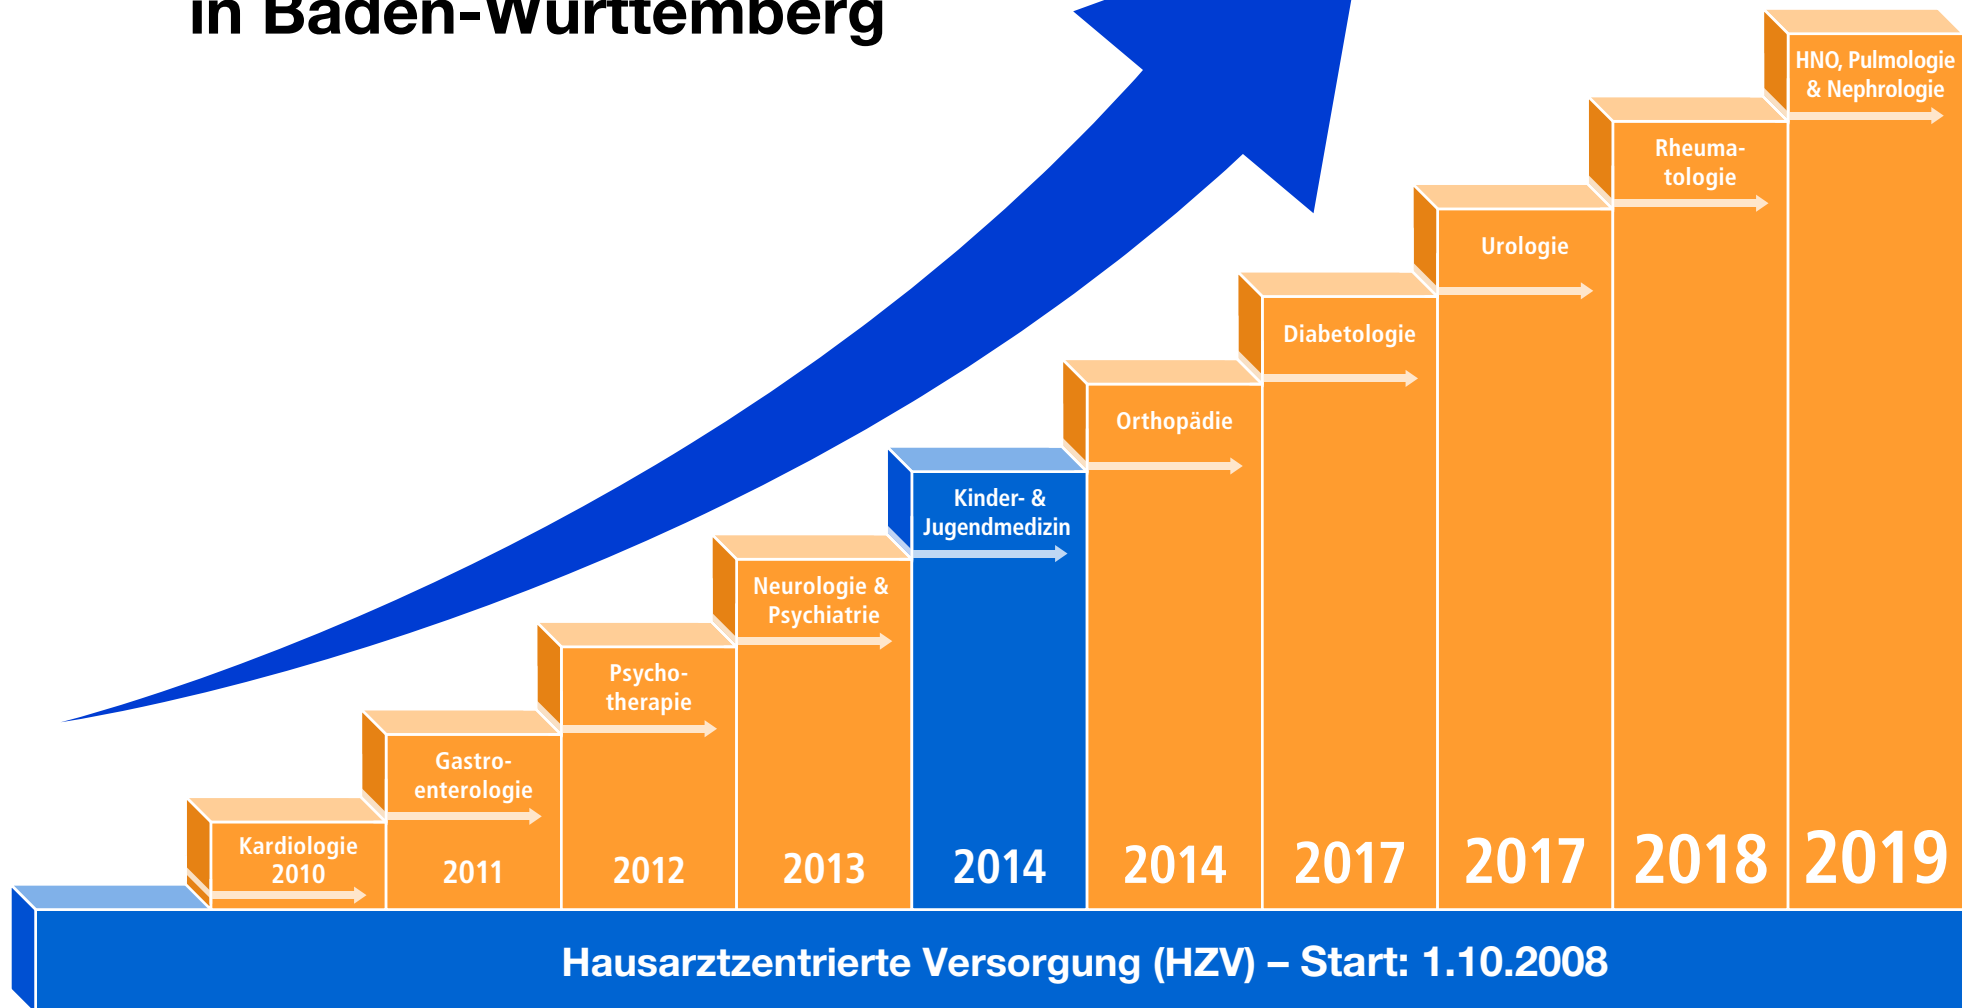 in Baden-Württemberg
HNO, Pulmologie
& Nephrologie
Rheuma-
tologie
Urologie
Diabetologie
Orthopädie
Kinder- &
Jugendmedizin
Neurologie &
Psychiatrie
Psycho-
therapie
Gastro-
enterologie
Kardiologie
2010
2011
2012
2013
2014
2014
2017
2017
2018
2019
Hausarztzentrierte Versorgung (HZV) – Start: 1.10.2008